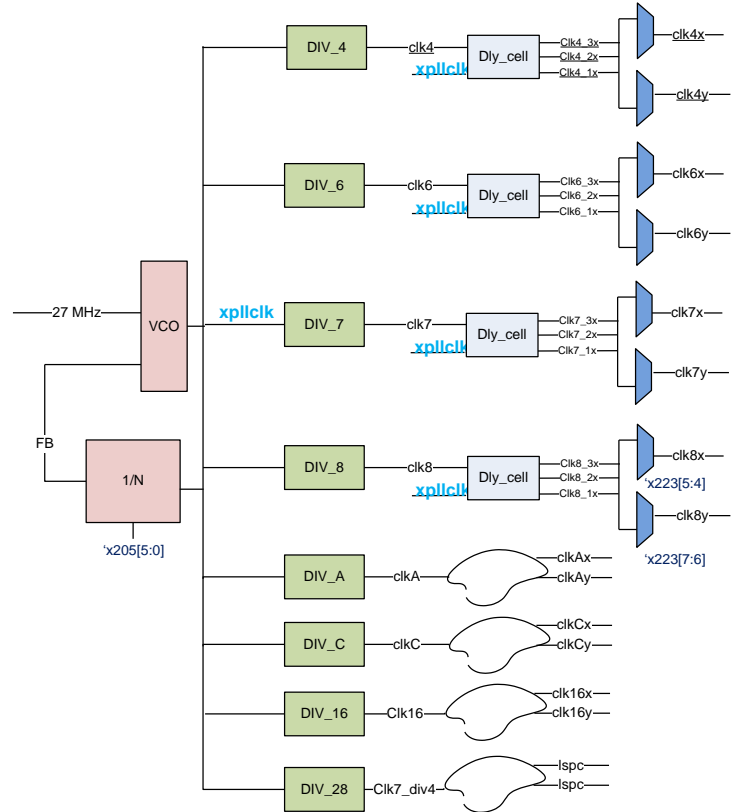 DIV_4
clk4
xpllclk
Dly_cell
Clk4_3x
Clk4_2x
Clk4_1x
clk4x
clk4y
DIV_6
clk6
xpllclk
Dly_cell
Clk6_3x
Clk6_2x
Clk6_1x
clk6x
clk6y
27 MHz
VCO
xpllclk
DIV_7
clk7
xpllclk
Dly_cell
Clk7_3x
Clk7_2x
Clk7_1x
clk7x
clk7y
FB
1/N
'x205[5:0]
DIV_8
clk8
xpllclk
Dly_cell
Clk8_3x
Clk8_2x
Clk8_1x
clk8x
'x223[5:4]
clk8y
'x223[7:6]
DIV_A
clkA
clkAx
clkAy
DIV_C
clkC
clkCx
clkCy
DIV_16
Clk16
clk16x
clk16y
DIV_28
Clk7_div4
lspc
lspc